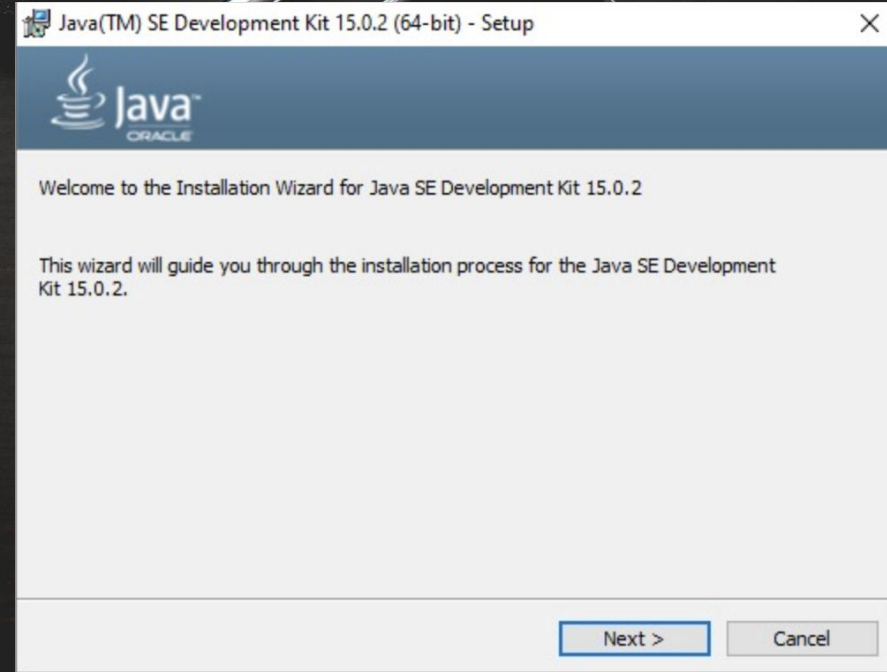 Java(TM) SE Development Kit 15.0.2 (64-bit) - Setup
Java™
ORACLE
Welcome to the Installation Wizard for Java SE Development Kit 15.0.2
This wizard will guide you through the installation process for the Java SE Development
Kit 15.0.2.
Next >
Cancel